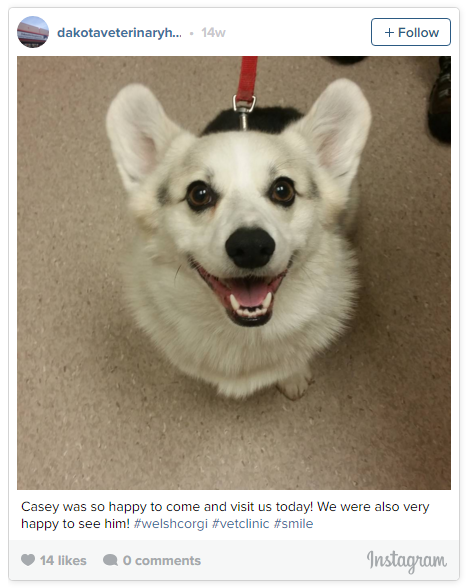 dakotaveterinaryh... • 14w
+ Follow
Casey was so happy to come and visit us today! We were also very
happy to see him! #welshcorgi #vetclinic #smile
14 likes 0 comments Instagram